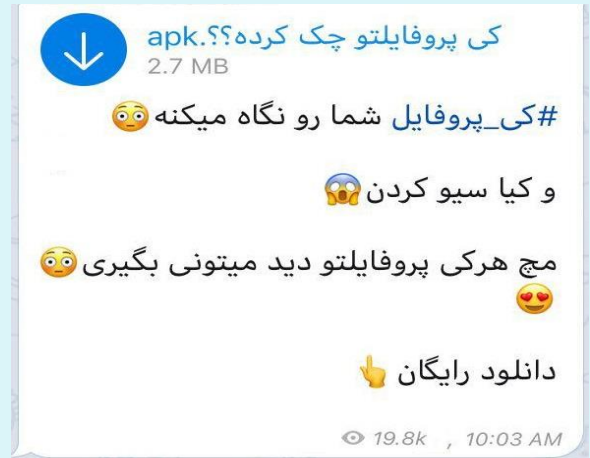 کی پروفایلتو چک کرده؟؟.apk
2.7 MB
#کی_پروفایل شما رو نگاه میکنه😳
و کیا سیو کردن😱
مچ هرکی پروفایلتو دید میتونی بگیری😳
😍
دانلود رایگان👆
19.8k , 10:03 AM